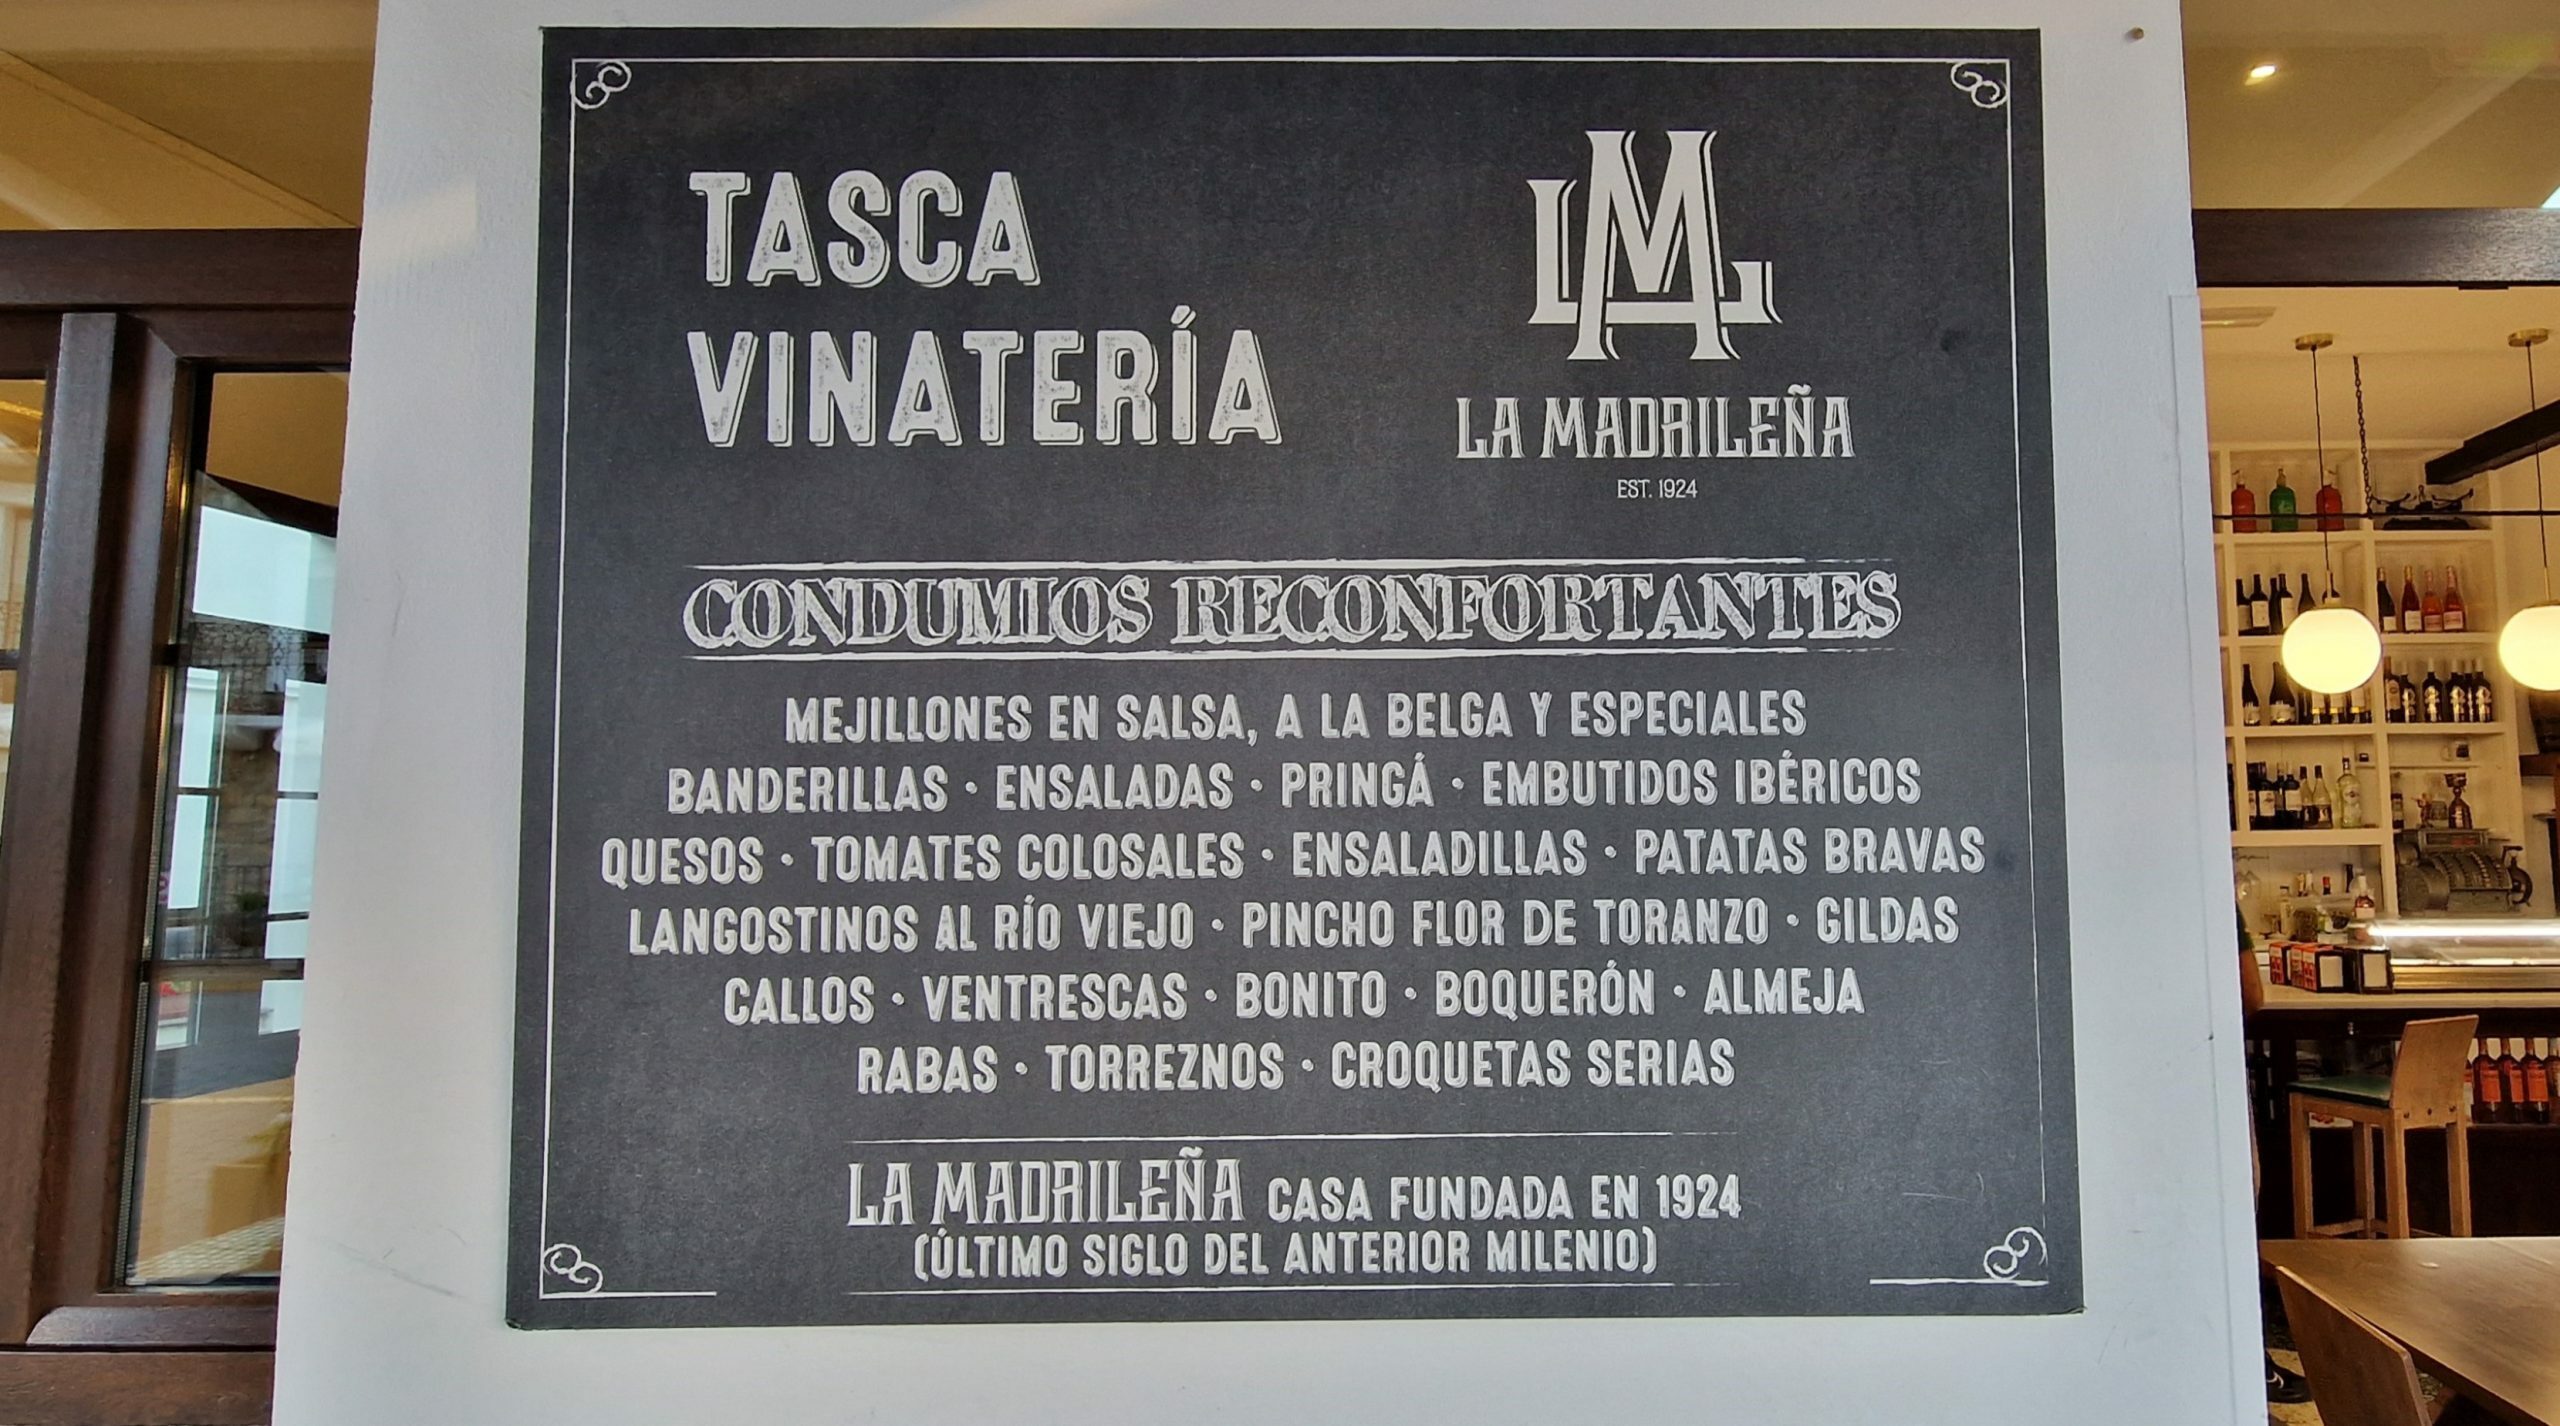 TASCA
VINATERÍA
LA MADRILEÑA
EST. 1924
CONDUMIOS RECONFORTANTES
MEJILLONES EN SALSA, A LA BELGA Y ESPECIALES
BANDERILLAS · ENSALADAS · PRINGÁ · EMBUTIDOS IBÉRICOS
QUESOS · TOMATES COLOSALES · ENSALADILLAS · PATATAS BRAVAS
LANGOSTINOS AL RÍO VIEJO · PINCHO FLOR DE TORANZO · GILDAS
CALLOS · VENTRESCAS · BONITO · BOQUERÓN · ALMEJA
RABAS · TORREZNOS · CROQUETAS SERIAS
LA MADRILEÑA CASA FUNDADA EN 1924
(ÚLTIMO SIGLO DEL ANTERIOR MILENIO)